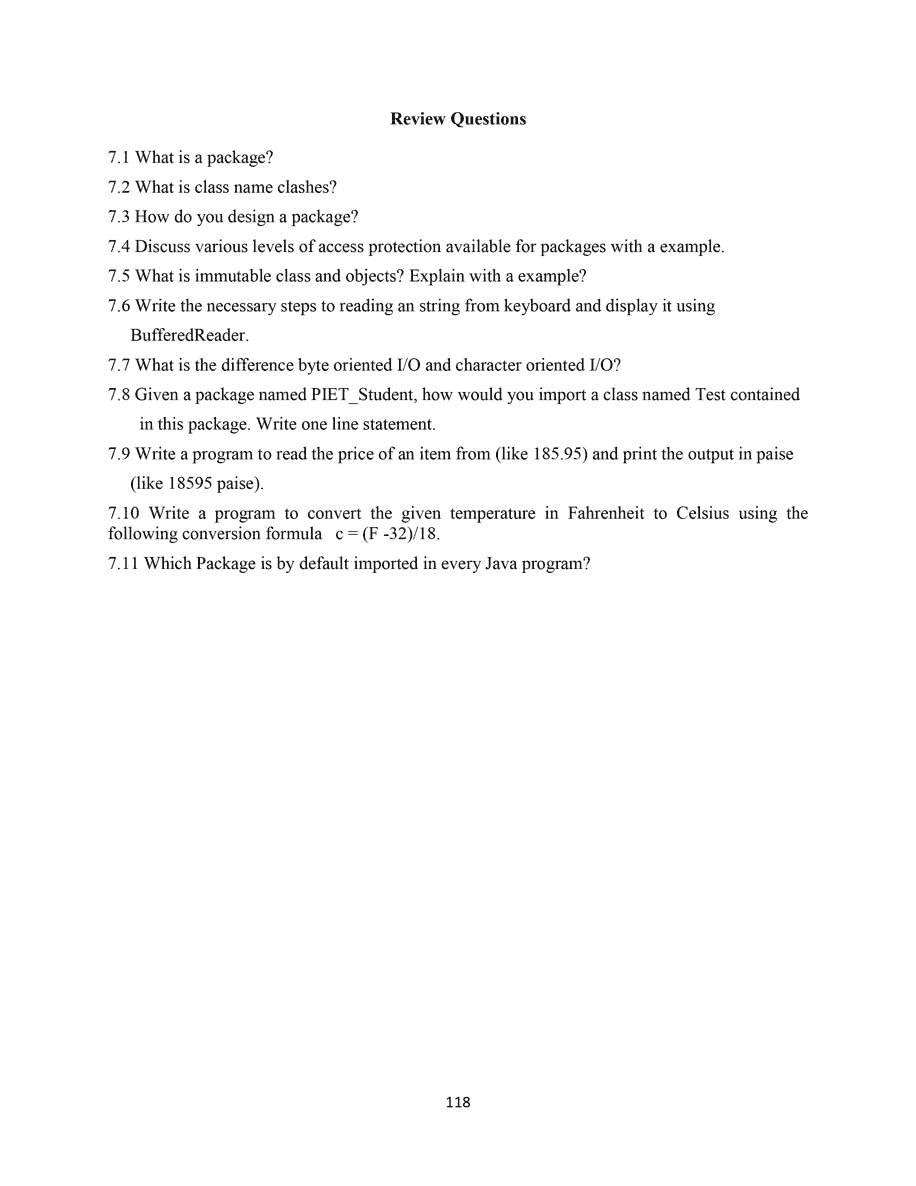 Review Questions
7.1 What is a package?
7.2 What is class name clashes?
7.3 How do you design a package?
7.4 Discuss various levels of access protection available for packages with a example.
7.5 What is immutable class and objects? Explain with a example?
7.6 Write the necessary steps to reading an string from keyboard and display it using
BufferedReader.
7.7 What is the difference byte oriented I/O and character oriented I/O?
7.8 Given a package named PIET_Student, how would you import a class named Test contained
in this package. Write one line statement.
7.9 Write a program to read the price of an item from (like 185.95) and print the output in paise
(like 18595 paise).
7.10 Write a program to convert the given temperature in Fahrenheit to Celsius using the
following conversion formula c = (F -32)/18.
7.11 Which Package is by default imported in every Java program?
118